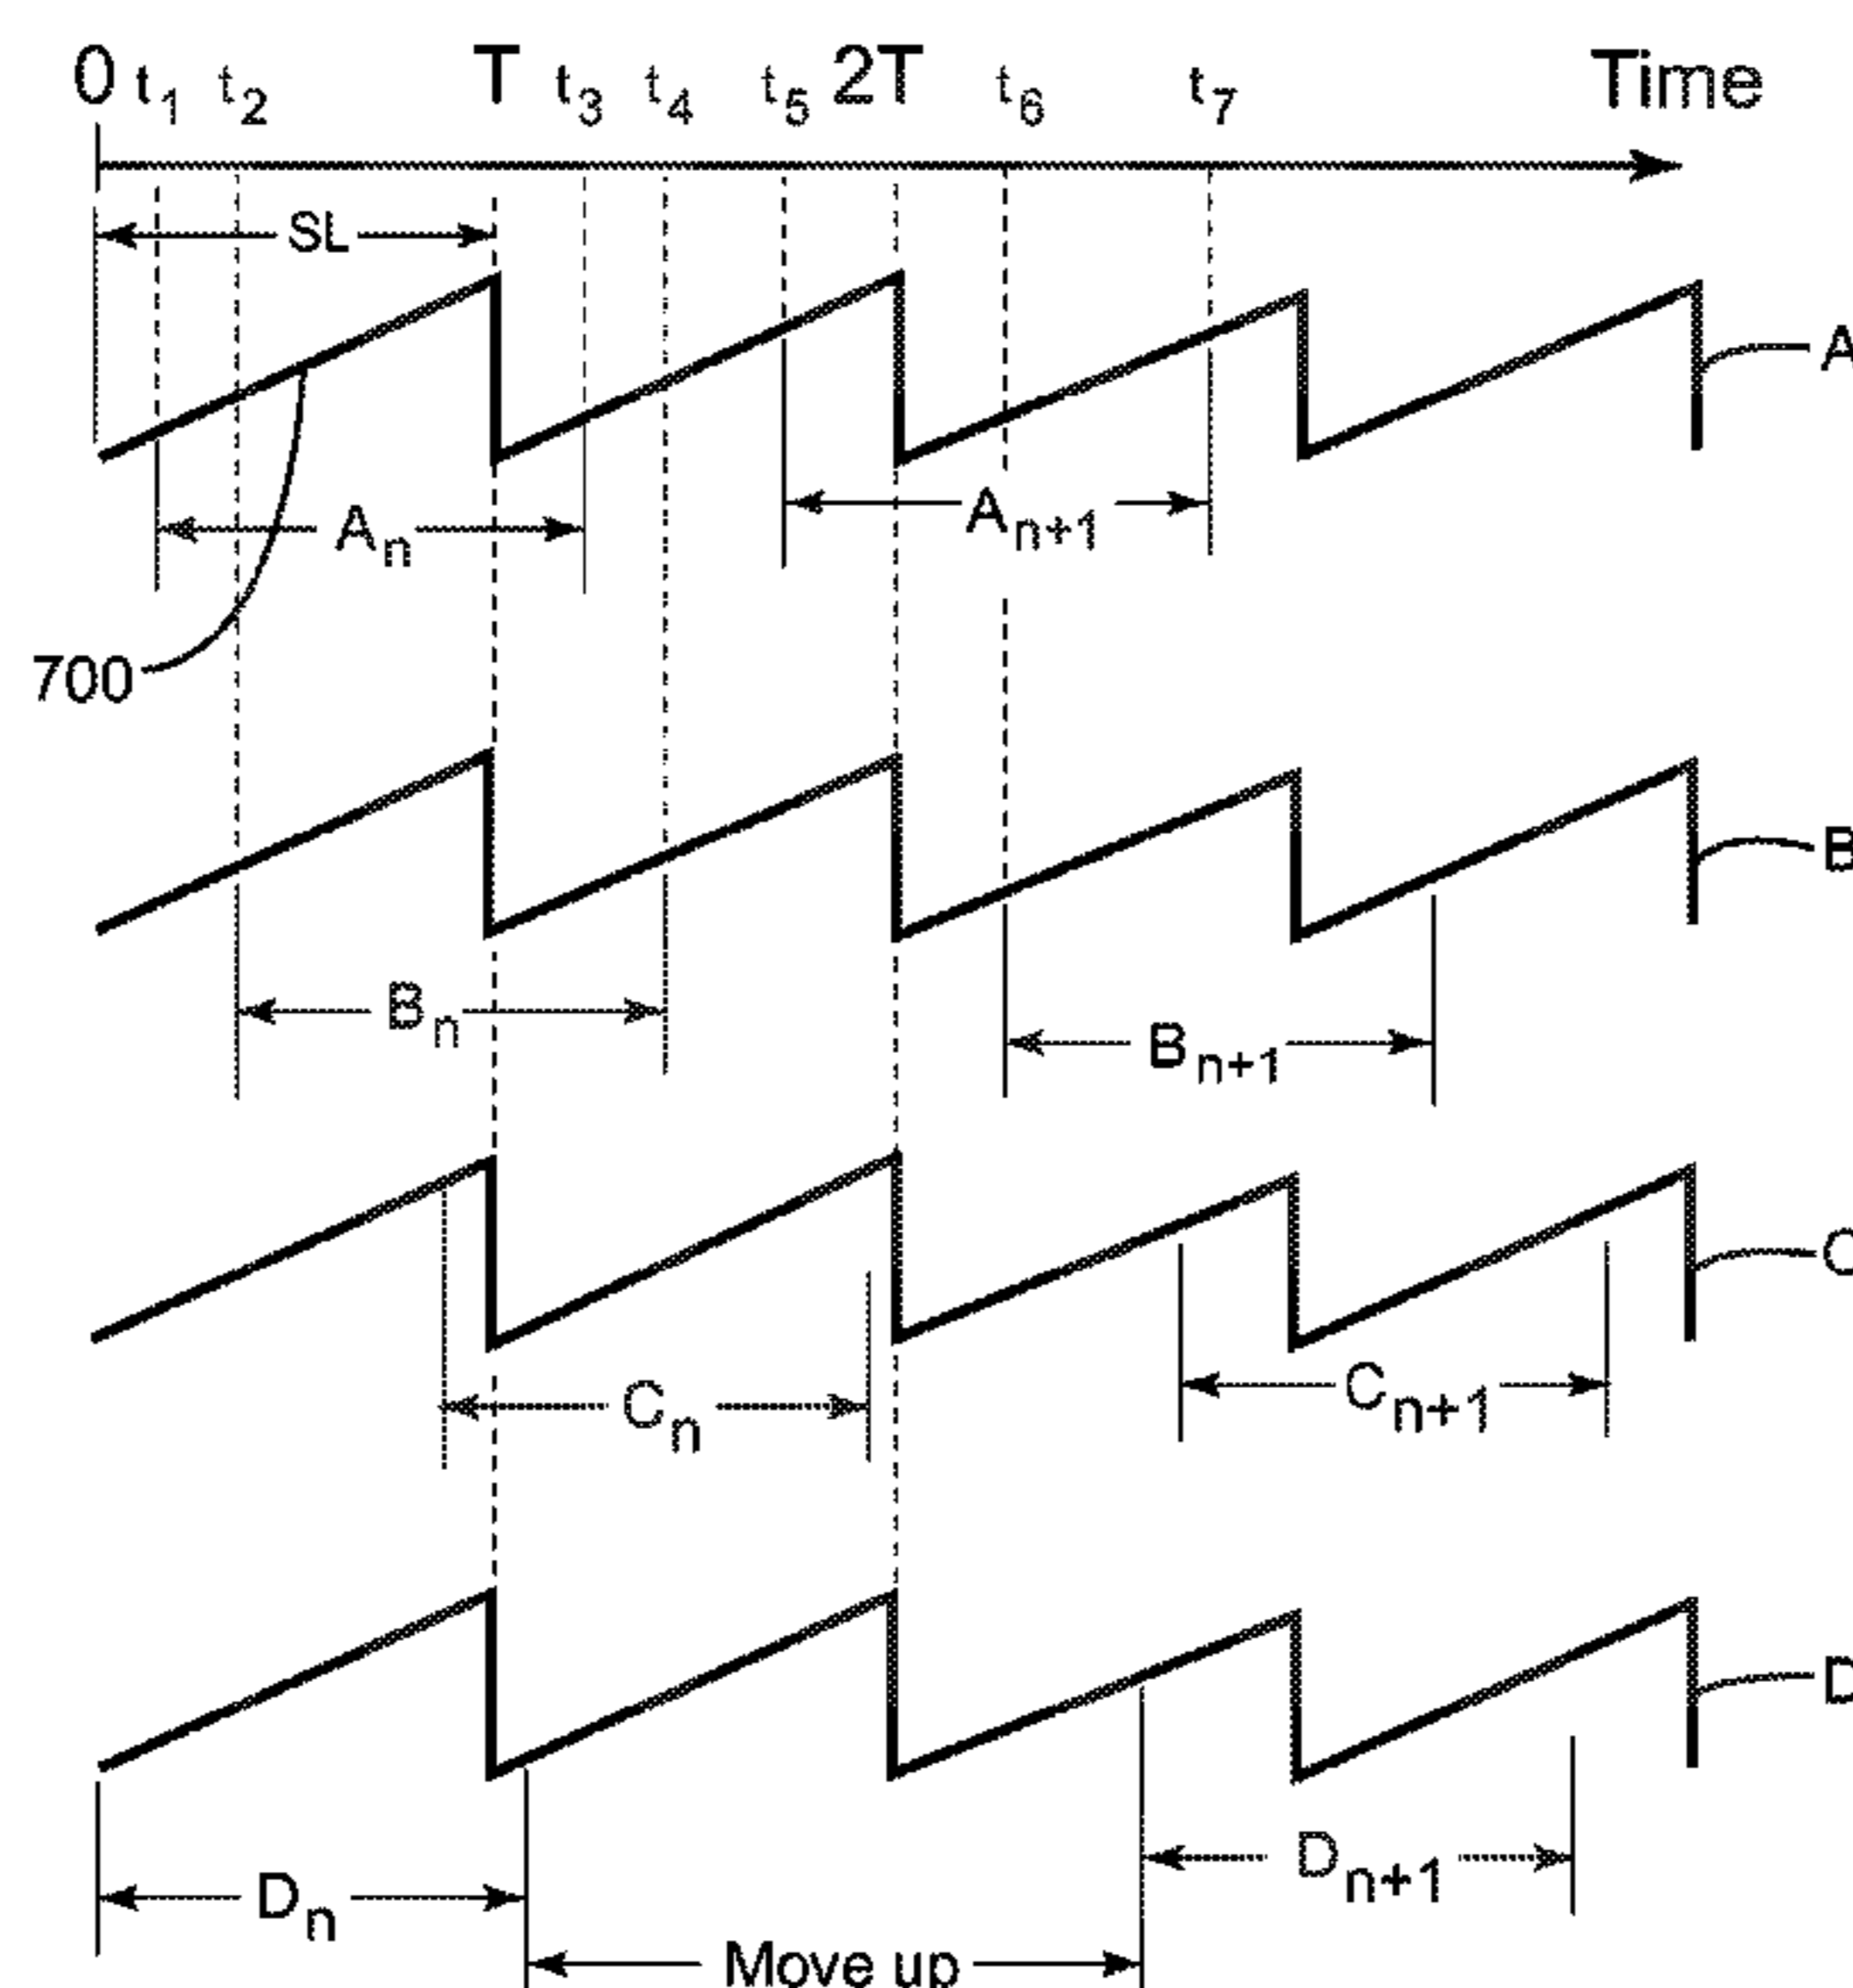 0 t1 t2 T t3 t4 t5 2T t6 t7 Time
SL
A
An
An+1
700
B
Bn
Bn+1
C
Cn
Cn+1
D
Dn
Dn+1
Move up